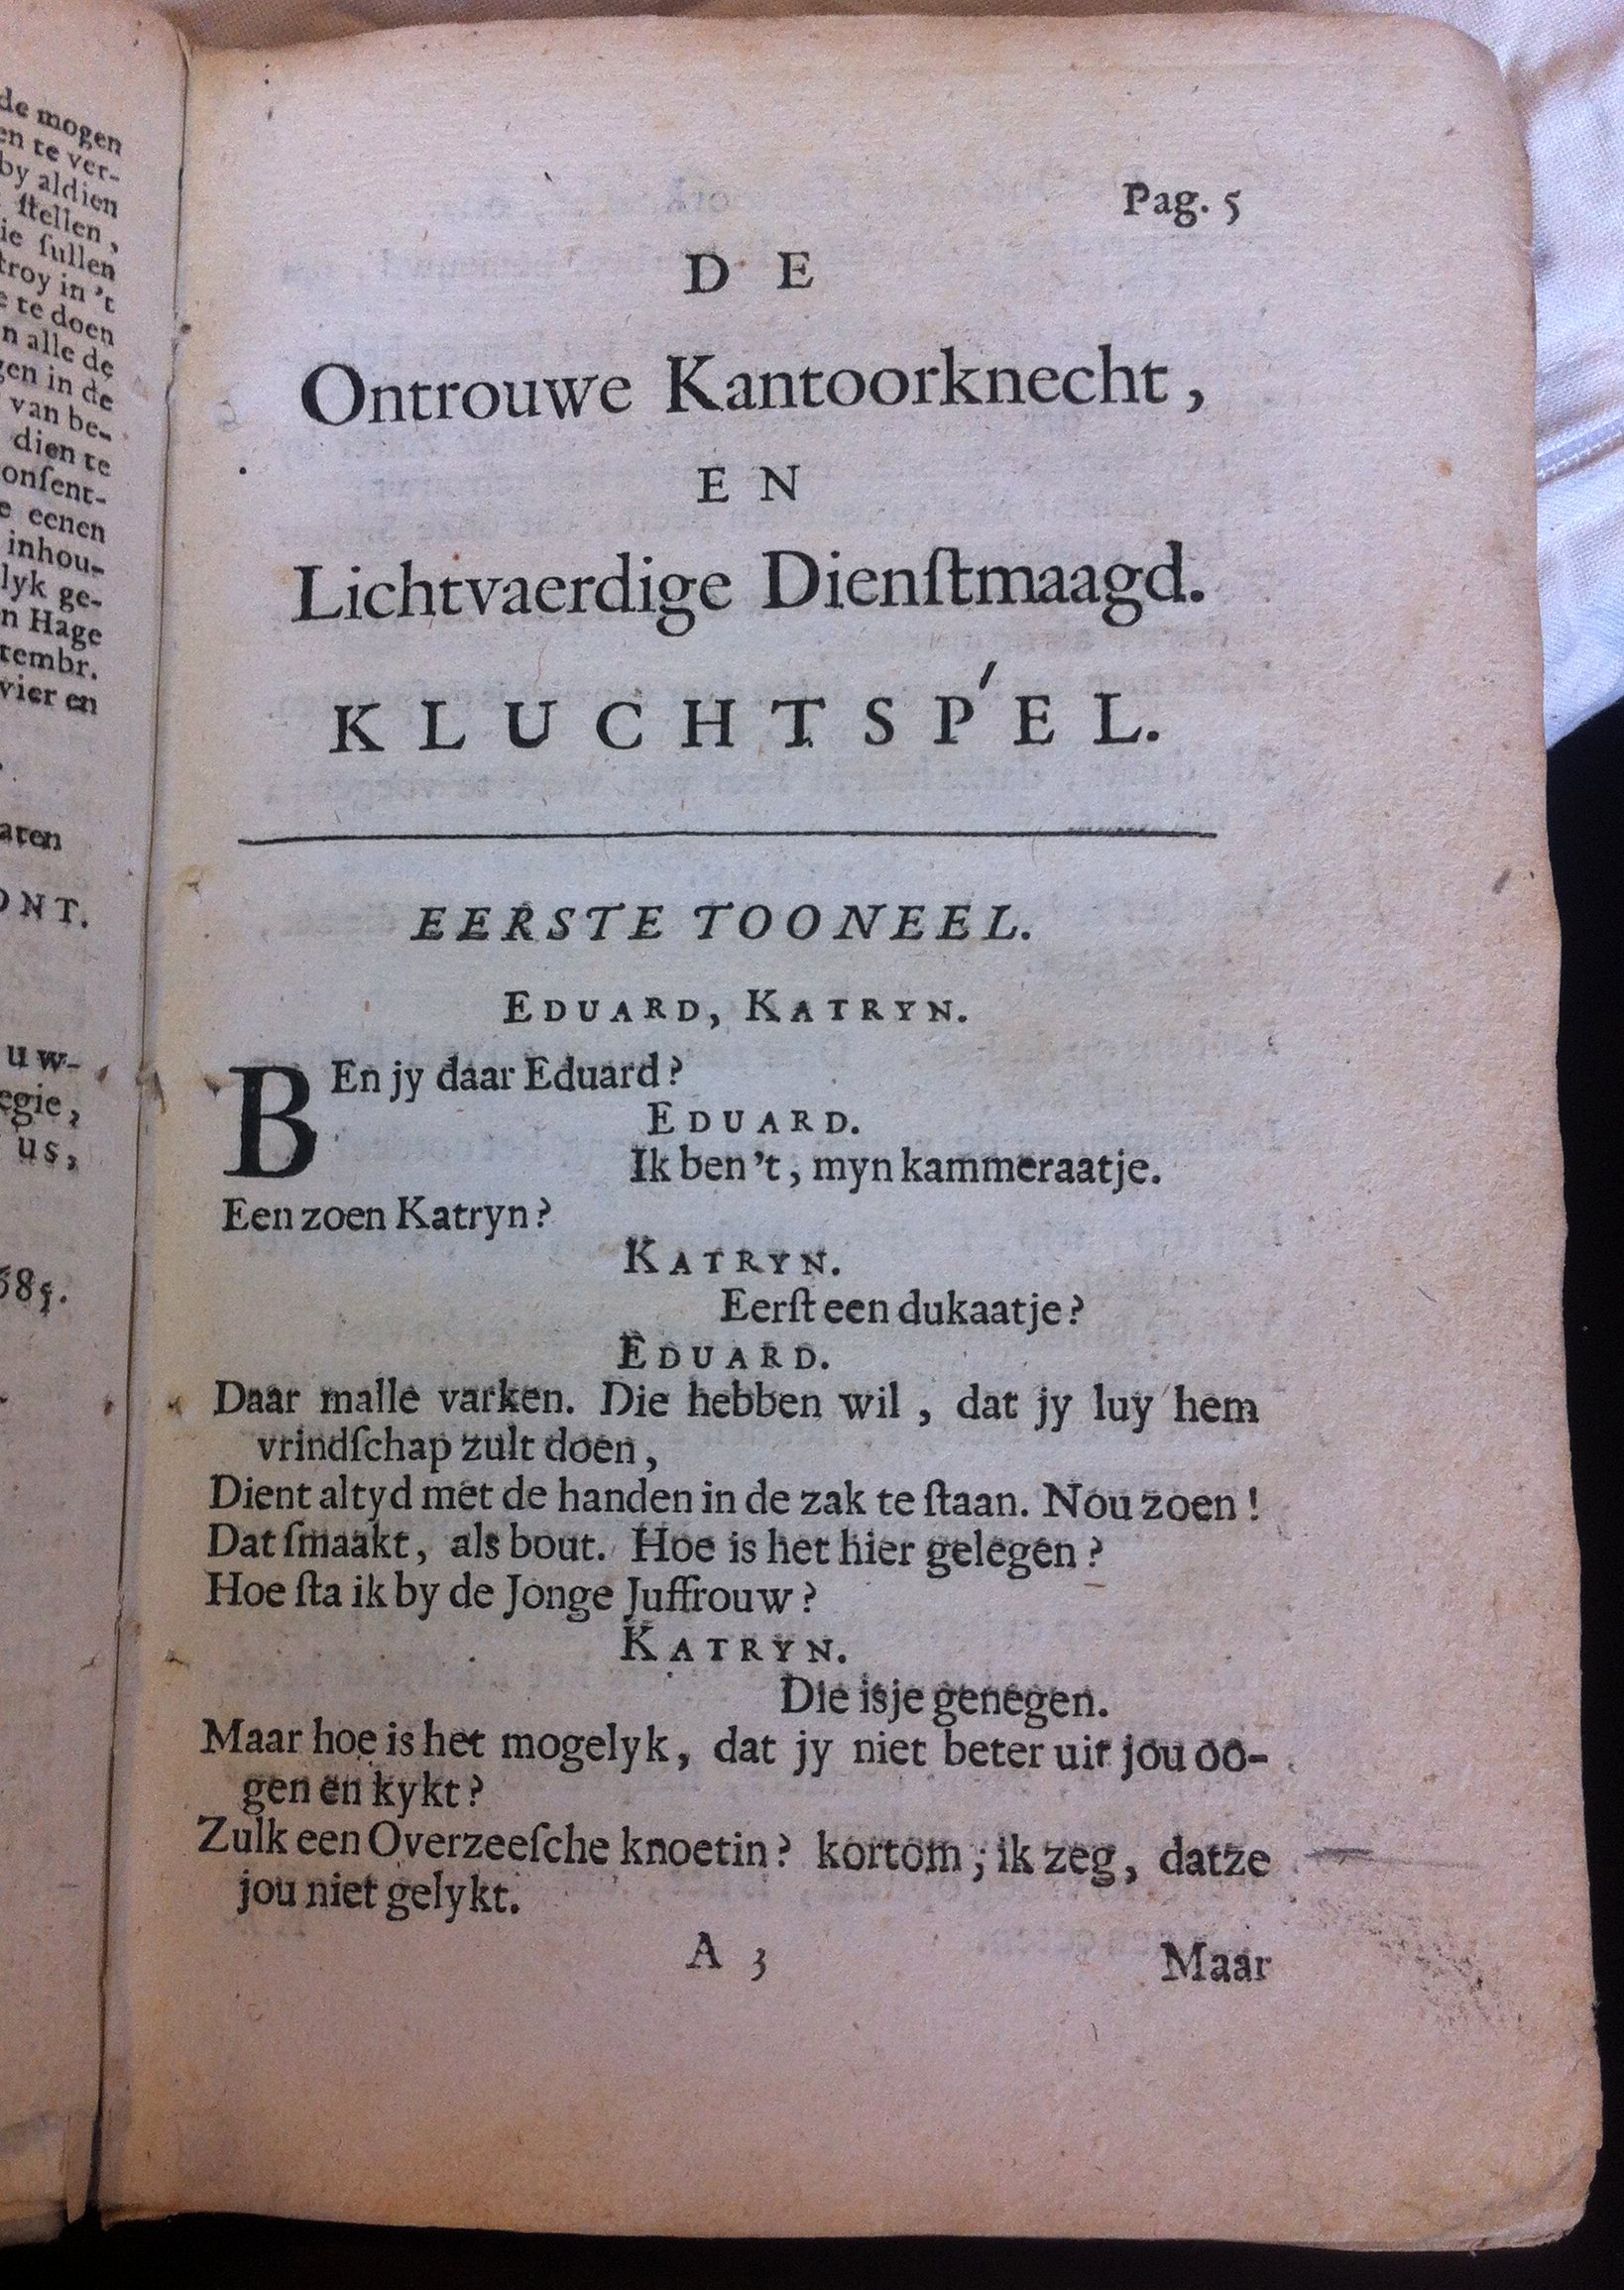 de mogen
en te ver-
by aldien
ſtellen,
ie ſullen
troy in 't
e te doen
n alle de
gen in de
van be-
dien te
onſent-
e eenen
inhou-
lyk ge-
n Hage
tembr.
vier en
aten
ONT.
uw-
egie,
us,
685.
Pag. 5
DE
Ontrouwe Kantoorknecht,
EN
Lichtvaerdige Dienſtmaagd.
KLUCHTSPEL.
EERSTE TOONEEL.
EDUARD, KATRYN.
BEn jy daar Eduard?
EDUARD.
Ik ben't, myn kammeraatje.
Een zoen Katryn?
KATRYN.
Eerſt een dukaatje?
EDUARD.
Daar malle varken. Die hebben wil, dat jy luy hem
vrindſchap zult doen,
Dient altyd met de handen in de zak te ſtaan. Nou zoen!
Dat ſmaakt, als bout. Hoe is het hier gelegen?
Hoe ſta ik by de Jonge Juffrouw?
KATRYN.
Die isje genegen.
Maar hoe is het mogelyk, dat jy niet beter uit jou oo-
gen en kykt?
Zulk een Overzeeſche knoetin? kortom; ik zeg, datze
jou niet gelykt.
A 3
Maar